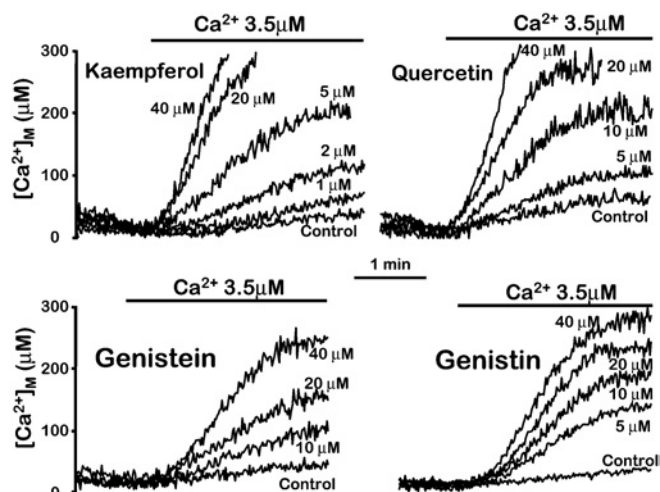 Ca²⁺ 3.5μM
Kaempferol
[Ca²⁺]M (μM)
300
200
100
0
40 μM
20 μM
5 μM
2 μM
1 μM
Control
Ca²⁺ 3.5μM
Quercetin
40 μM
20 μM
10 μM
5 μM
Control
1 min
Ca²⁺ 3.5μM
Genistein
[Ca²⁺]M (μM)
300
200
100
0
40 μM
20 μM
10 μM
Control
Ca²⁺ 3.5μM
Genistin
40 μM
20 μM
10 μM
5 μM
Control